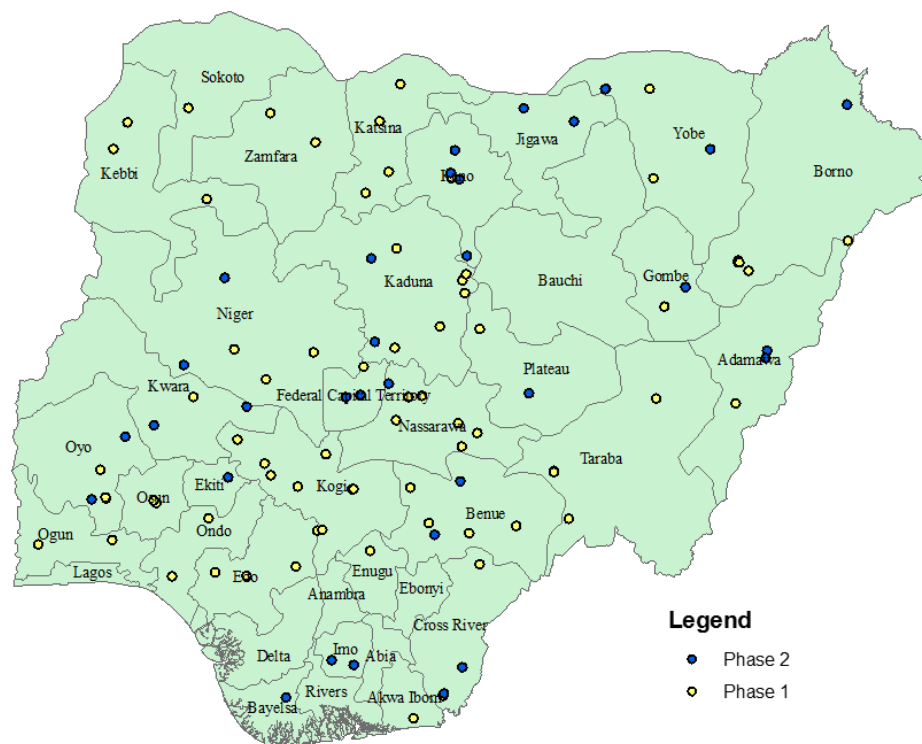 Sokoto
Katsina
Jigawa
Yobe
Zamfara
Kebbi
Kano
Borno
Kaduna
Bauchi
Gombe
Niger
Adamawa
Plateau
Kwara
Federal Capital Territory
Nassarawa
Oyo
Taraba
Ekiti
Kogi
Osun
Benue
Ondo
Ogun
Lagos
Edo
Enugu
Ebonyi
Anambra
Cross River
Legend
Imo
Abia
Delta
Phase 2
Rivers
Akwa Ibom
Phase 1
Bayelsa